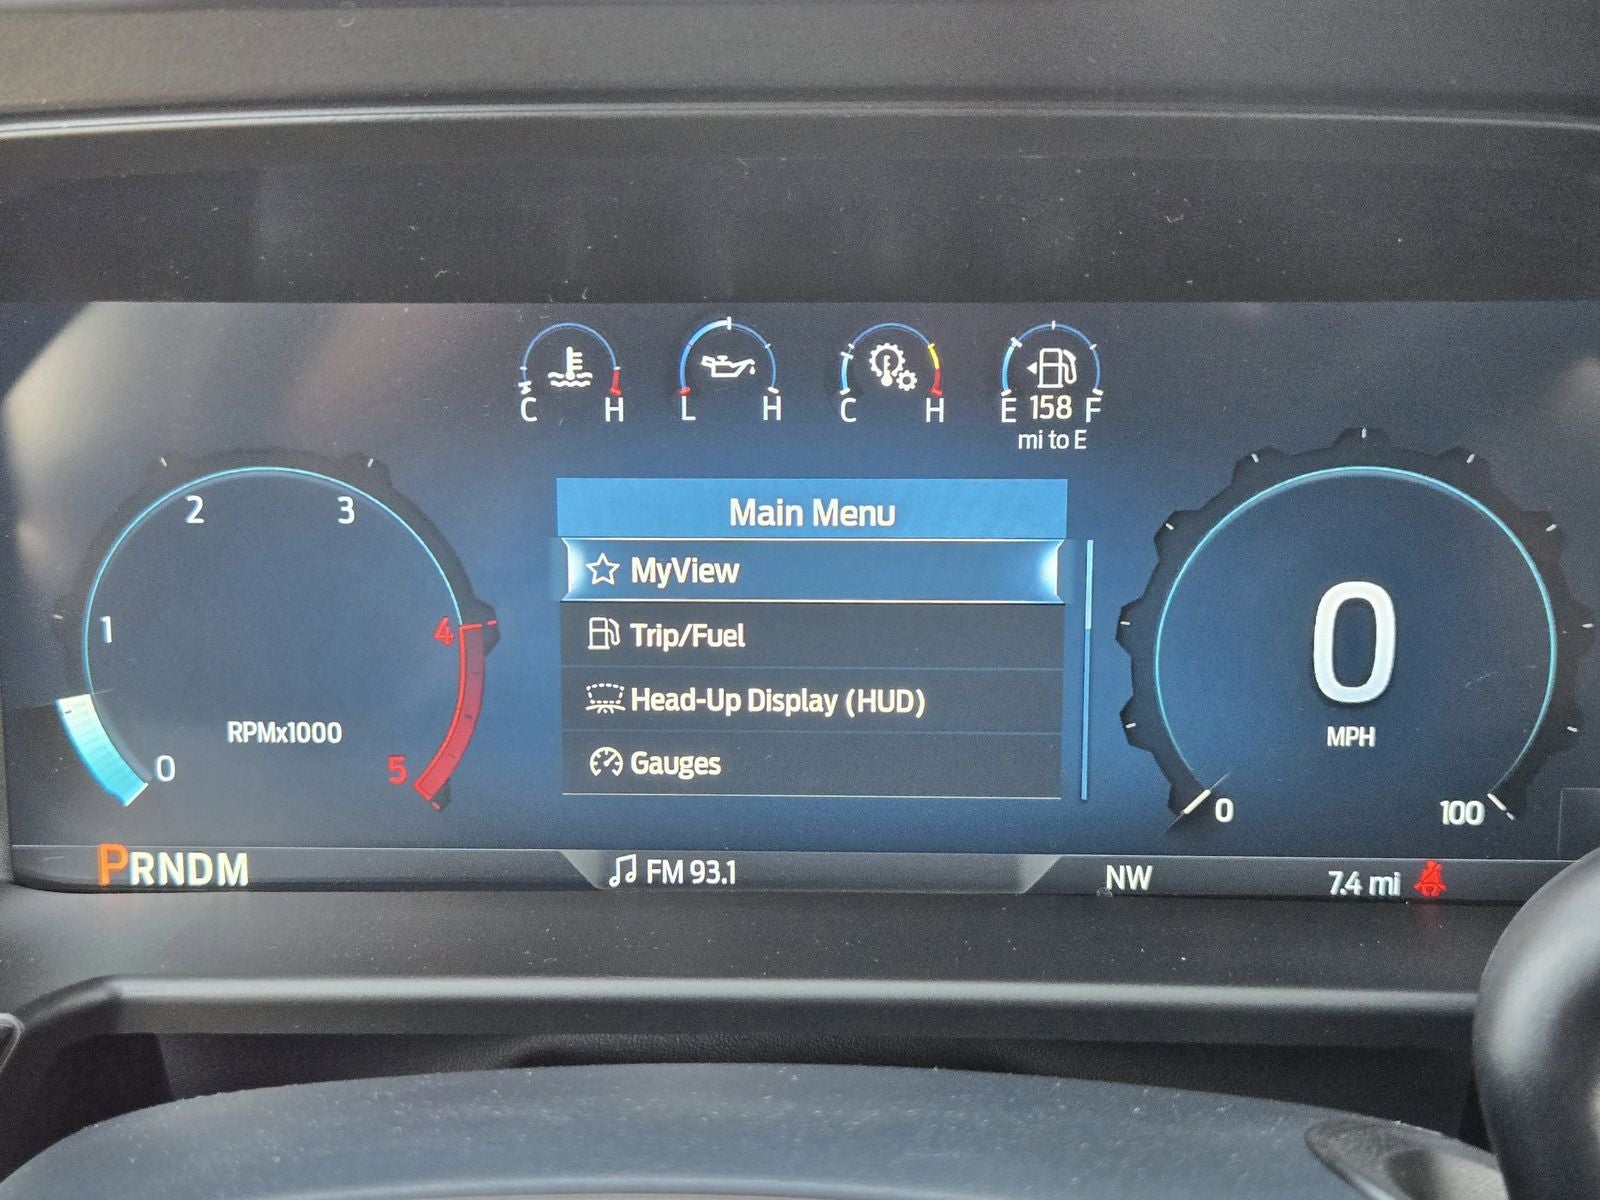 C H
L H
C H
E 158 F
mi to E
2 3
1 4
RPMx1000
0 5
Main Menu
MyView
Trip/Fuel
Head-Up Display (HUD)
Gauges
0
MPH
0 100
PRNDM
FM 93.1
NW
7.4 mi